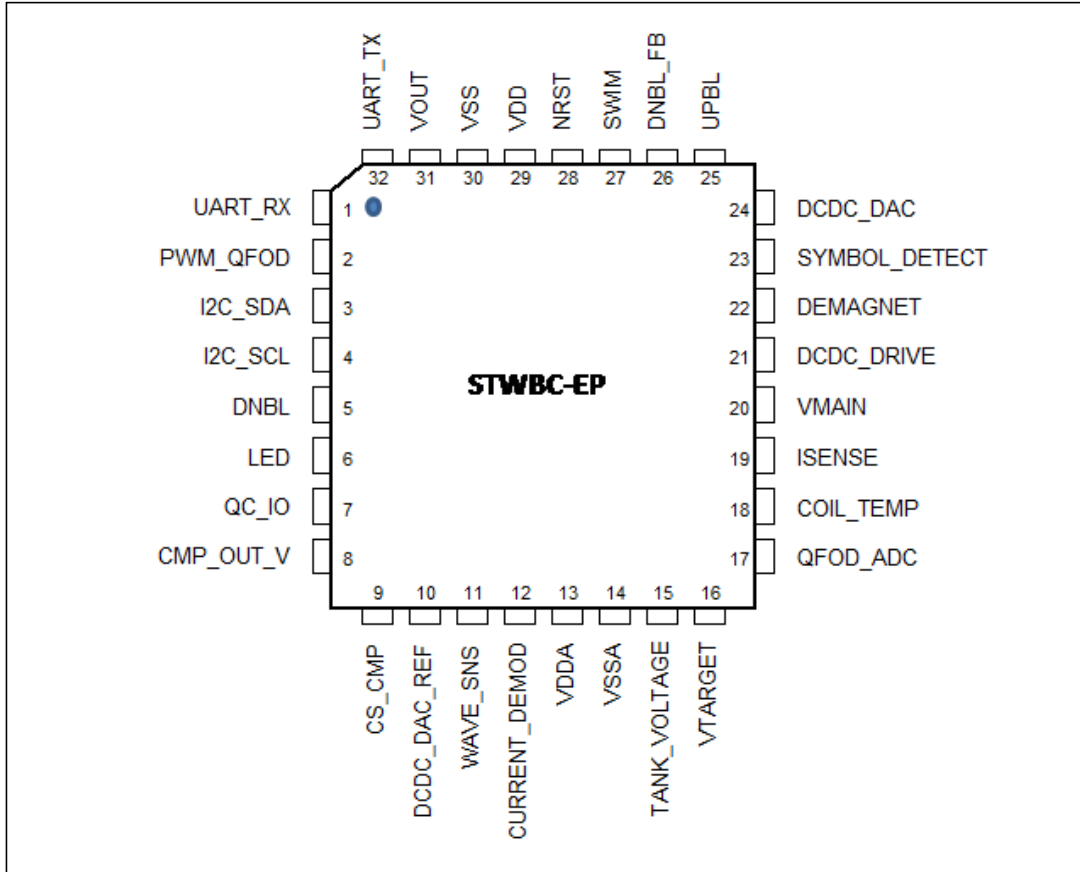 UART_TX
VOUT
VSS
VDD
NRST
SWIM
DNBL_FB
UPBL
32 31 30 29 28 27 26 25
UART_RX 1 24 DCDC_DAC
PWM_QFOD 2 23 SYMBOL_DETECT
I2C_SDA 3 22 DEMAGNET
I2C_SCL 4 21 DCDC_DRIVE
STWBC-EP
DNBL 5 20 VMAIN
LED 6 19 ISENSE
QC_IO 7 18 COIL_TEMP
CMP_OUT_V 8 17 QFOD_ADC
9 10 11 12 13 14 15 16
CS_CMP
DCDC_DAC_REF
WAVE_SNS
CURRENT_DEMOD
VDDA
VSSA
TANK_VOLTAGE
VTARGET